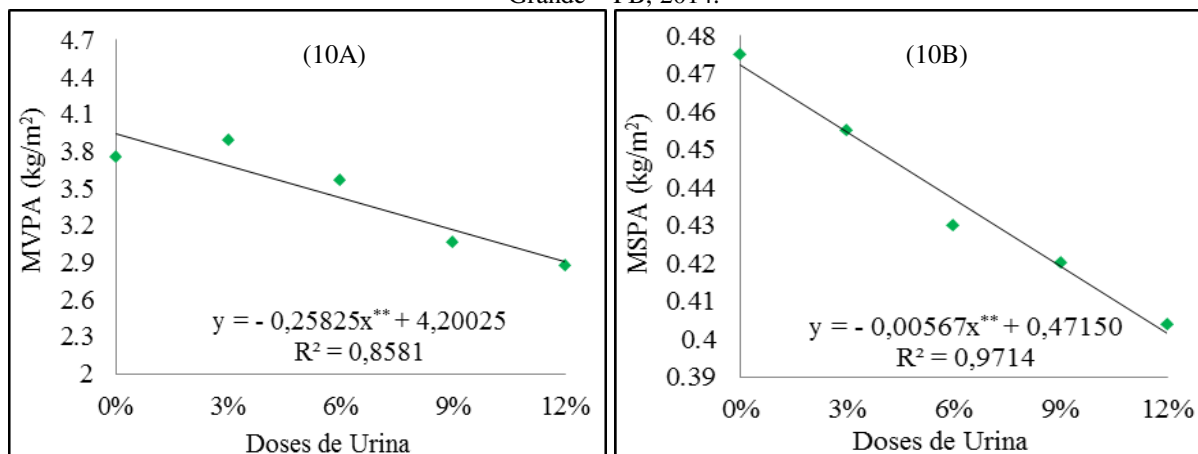 Grande – PB, 2014.
(10A)
MVPA (kg/m²)
4.7
4.4
4.1
3.8
3.5
3.2
2.9
2.6
2.3
2
y = - 0,25825x** + 4,20025
R² = 0,8581
0% 3% 6% 9% 12%
Doses de Urina
(10B)
MSPA (kg/m²)
0.48
0.47
0.46
0.45
0.44
0.43
0.42
0.41
0.4
0.39
y = - 0,00567x** + 0,47150
R² = 0,9714
0% 3% 6% 9% 12%
Doses de Urina